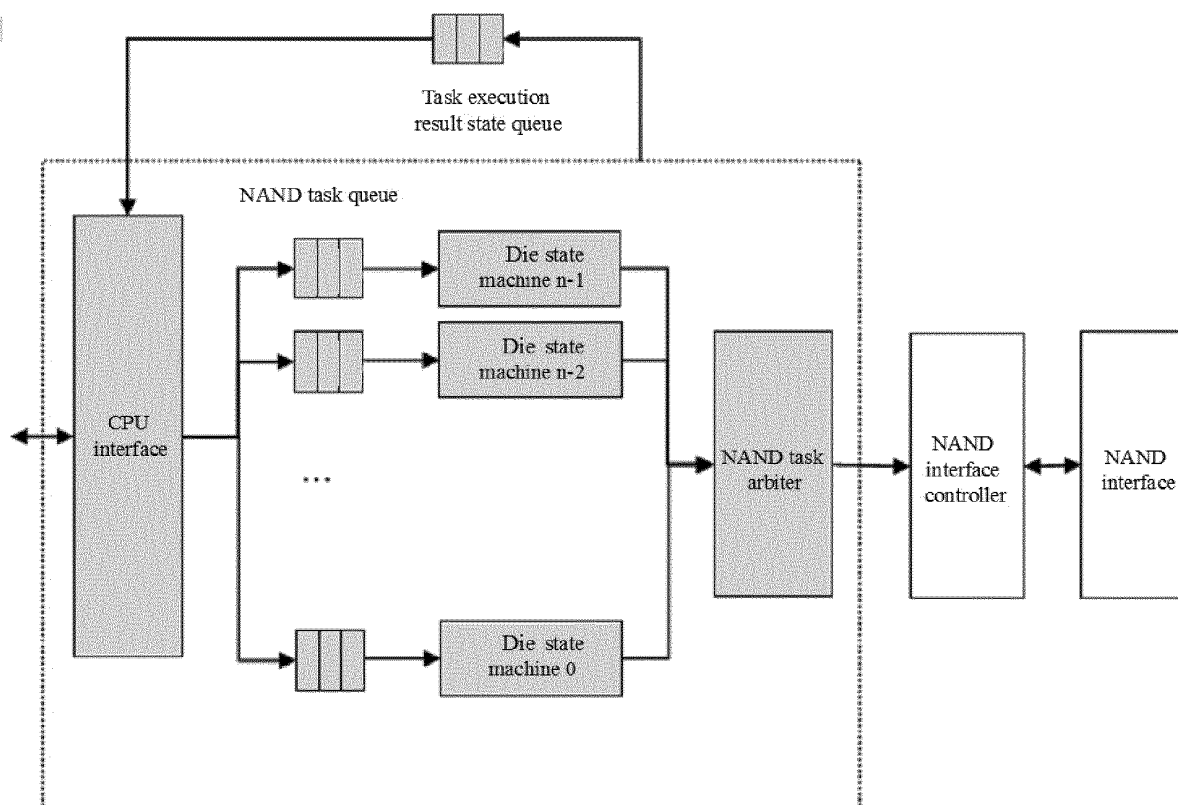 Task execution
result state queue
NAND task queue
Die state
machine n-1
Die state
machine n-2
CPU
interface
...
NAND task
arbiter
NAND
interface
controller
NAND
interface
Die state
machine 0